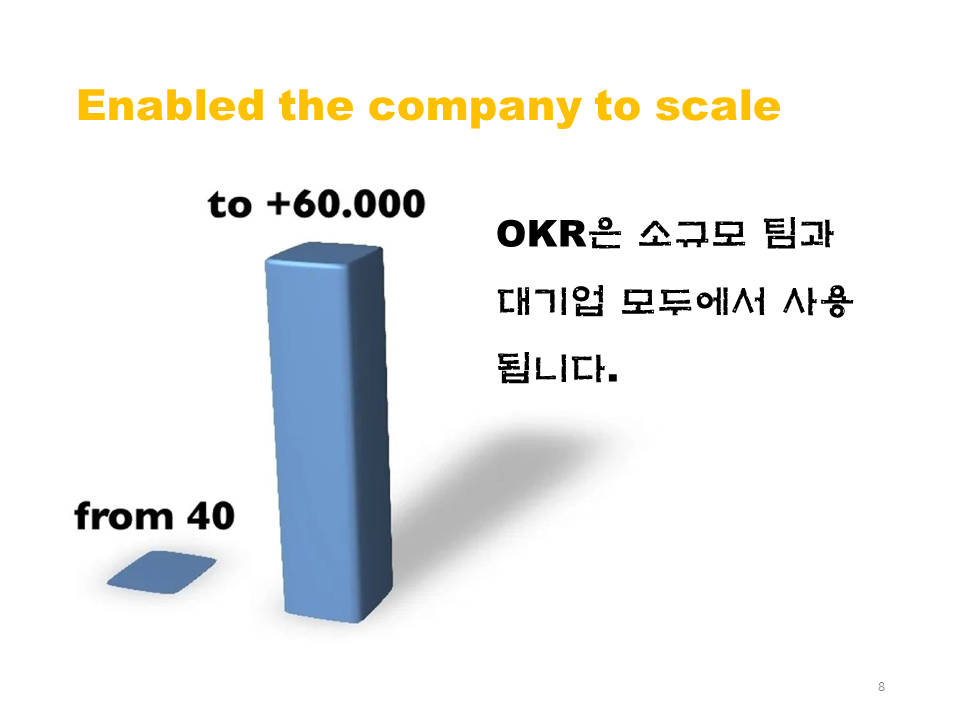 Enabled the company to scale
to +60.000
OKR은 소규모 팀과
대기업 모두에서 사용
됩니다.
from 40
8